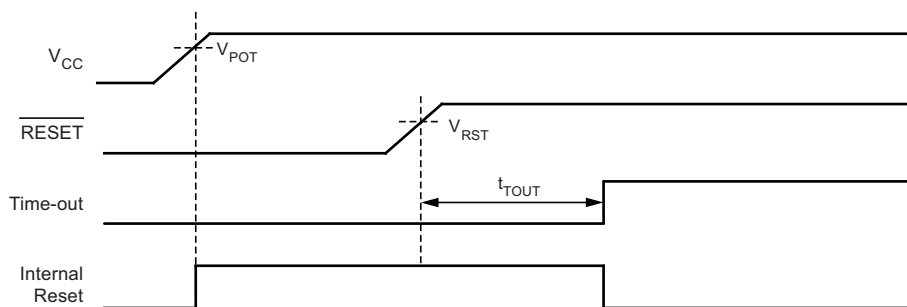 V_CC
V_POT
RESET
V_RST
t_TOUT
Time-out
Internal
Reset